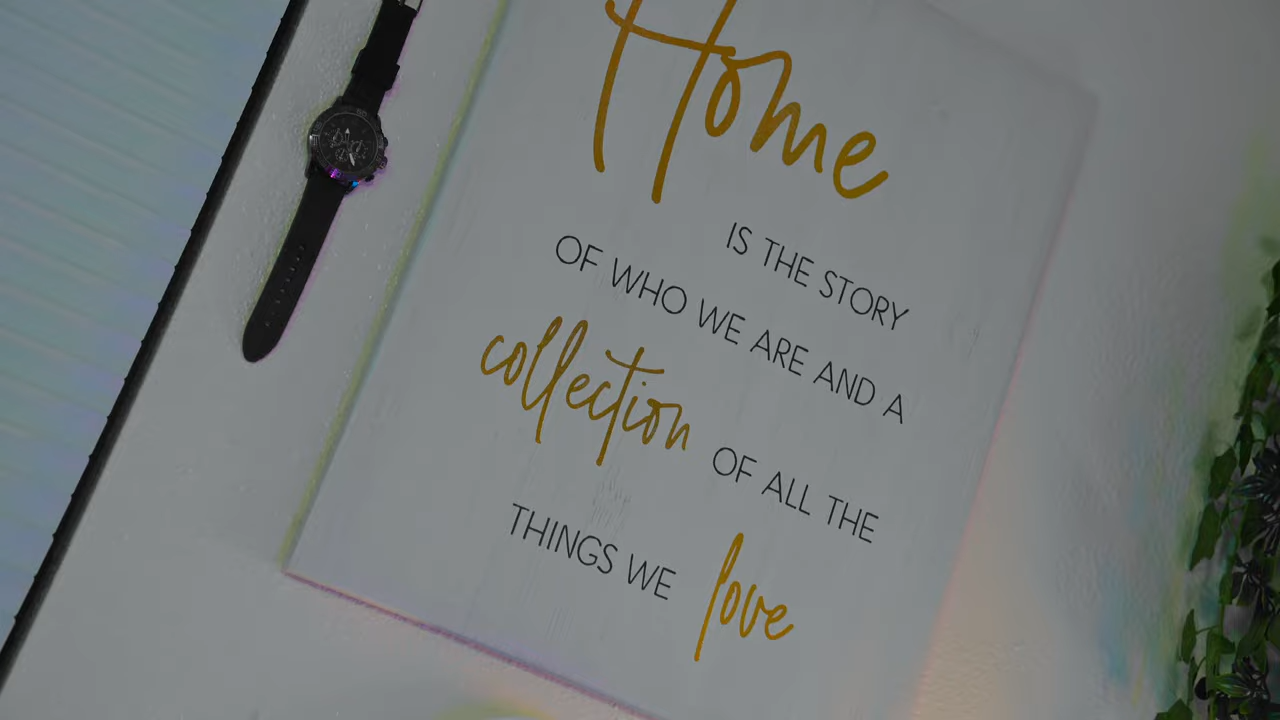 Home
IS THE STORY
OF WHO WE ARE AND A
collection OF ALL THE
THINGS WE love